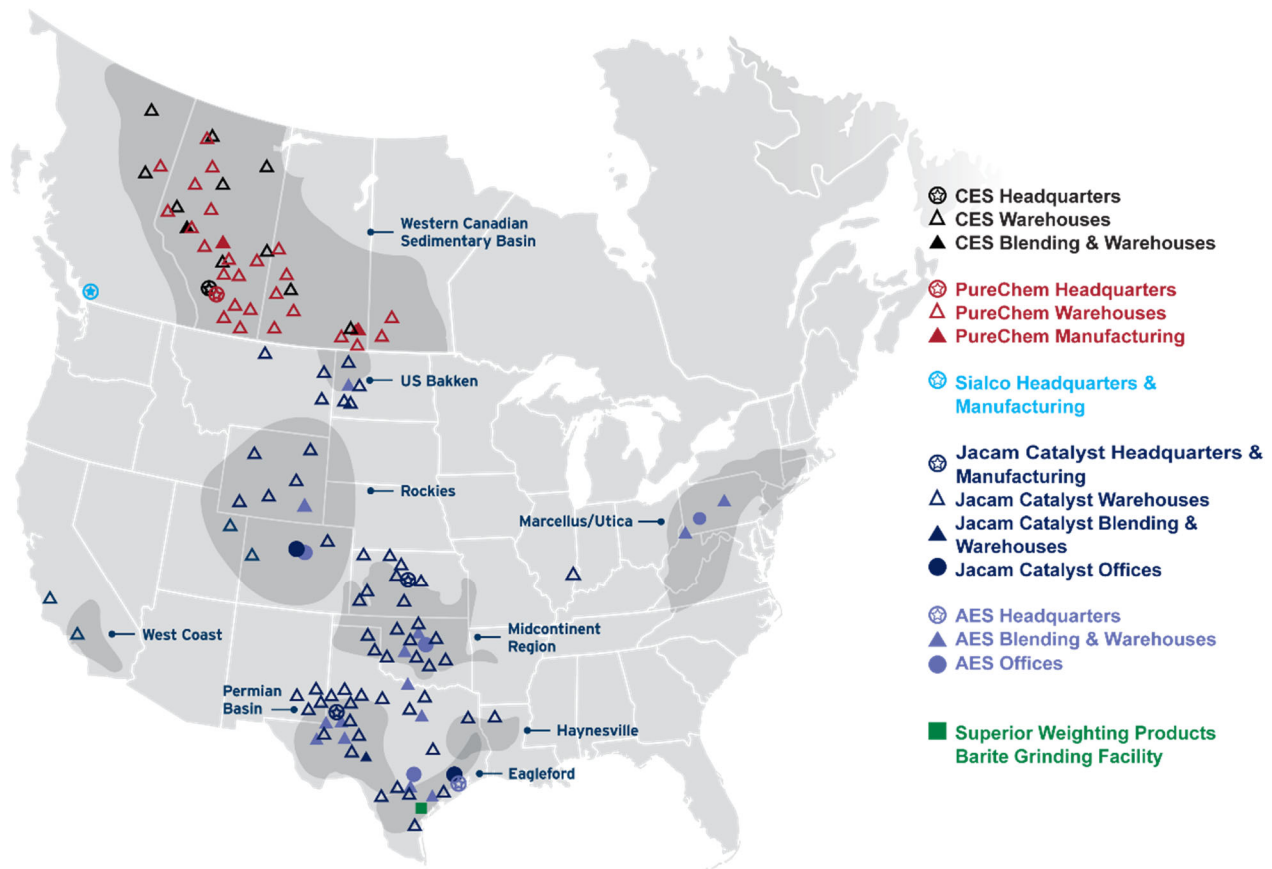 Western Canadian
Sedimentary Basin
US Bakken
Rockies
Marcellus/Utica
West Coast
Midcontinent
Region
Permian
Basin
Haynesville
Eagleford
CES Headquarters
CES Warehouses
CES Blending & Warehouses
PureChem Headquarters
PureChem Warehouses
PureChem Manufacturing
Sialco Headquarters &
Manufacturing
Jacam Catalyst Headquarters &
Manufacturing
Jacam Catalyst Warehouses
Jacam Catalyst Blending &
Warehouses
Jacam Catalyst Offices
AES Headquarters
AES Blending & Warehouses
AES Offices
Superior Weighting Products
Barite Grinding Facility